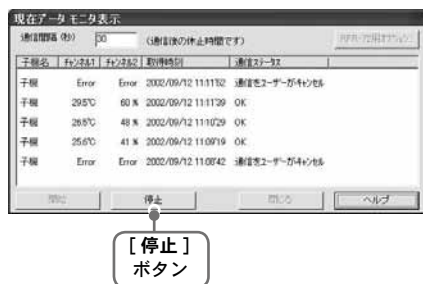 現在データ モニタ表示
通信間隔 (秒) 00 (通信後の休止時間です)
子機名 チャンネル1 チャンネル2 取得時刻 通信ステータス
子機 Error Error 2002/09/12 11:11'52 通信をユーザーがキャンセル
子機 29.5℃ 60 % 2002/09/12 11:11'39 OK
子機 26.8℃ 48 % 2002/09/12 11:10'29 OK
子機 25.6℃ 41 % 2002/09/12 11:09'19 OK
子機 Error Error 2002/09/12 11:08'42 通信をユーザーがキャンセル
開始 停止 閉じる ヘルプ
[停止]
ボタン